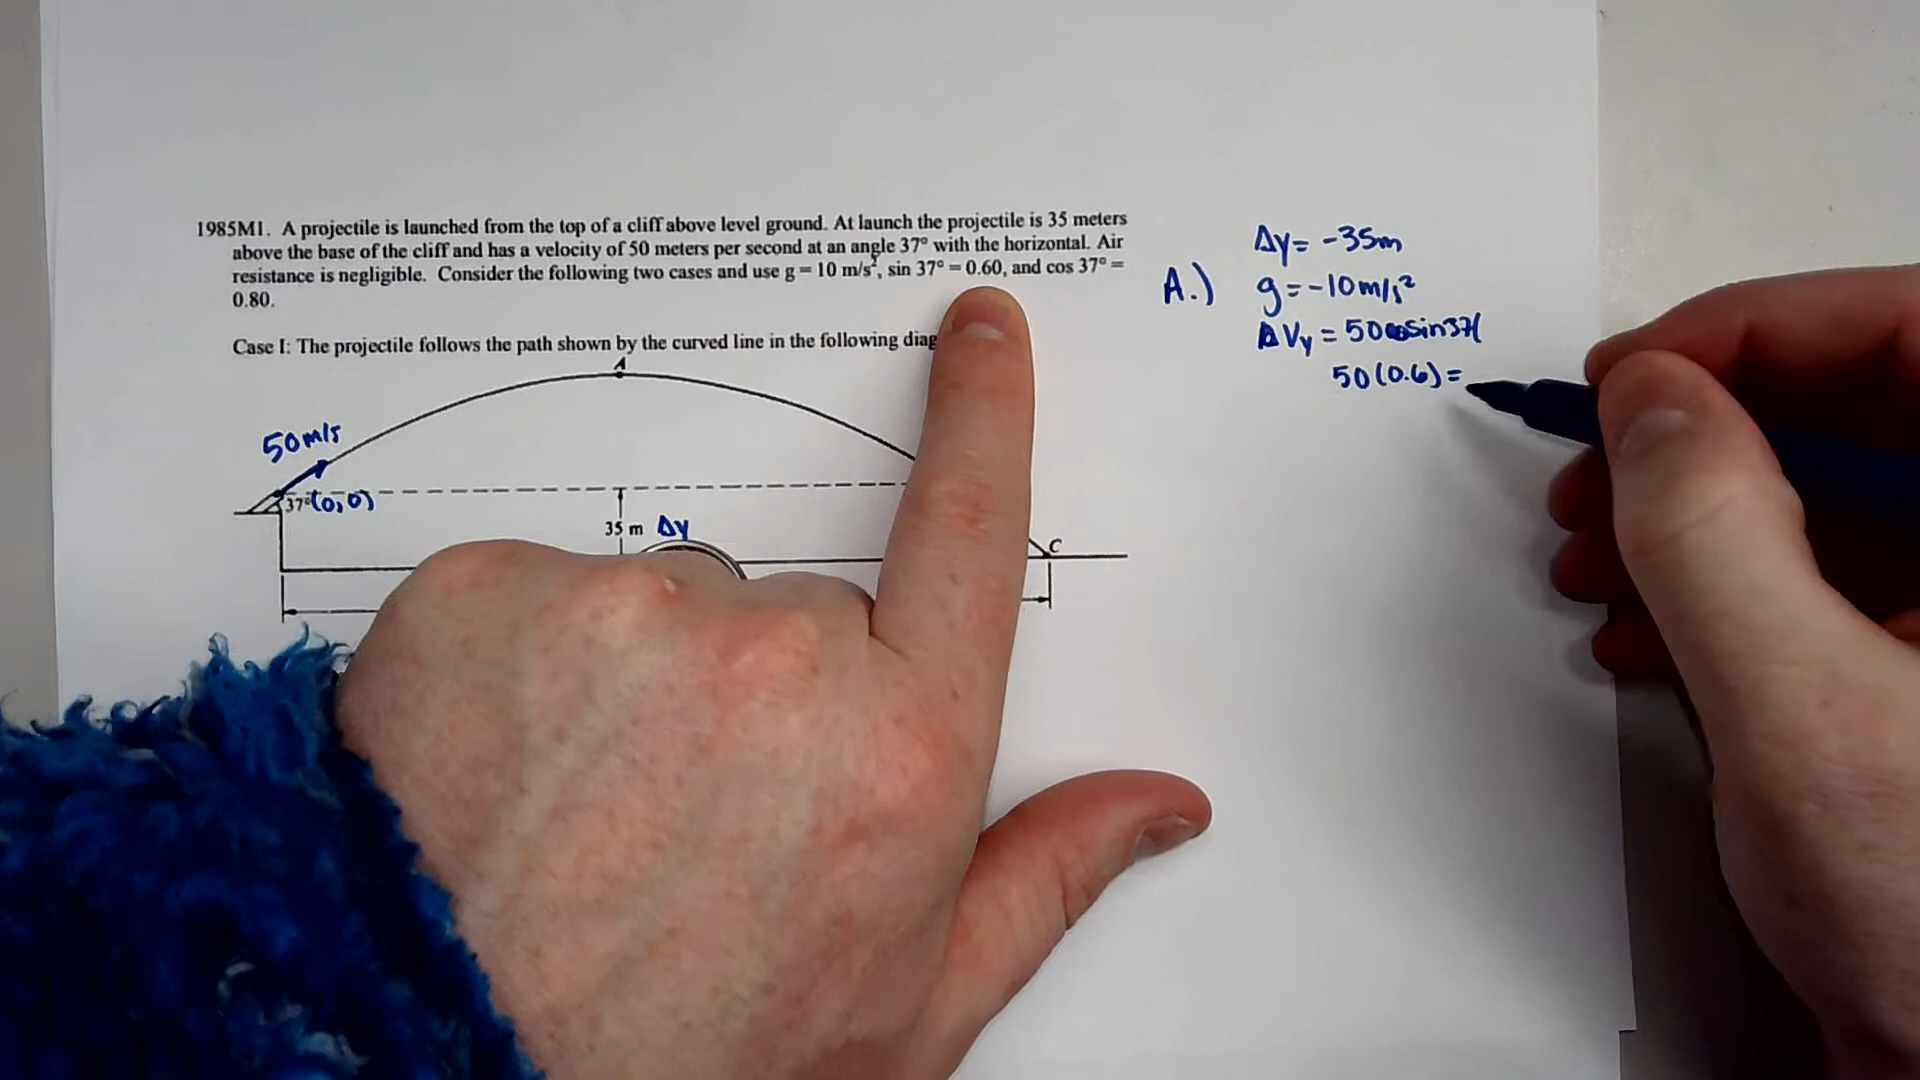 1985M1. A projectile is launched from the top of a cliff above level ground. At launch the projectile is 35 meters
above the base of the cliff and has a velocity of 50 meters per second at an angle 37° with the horizontal. Air
resistance is negligible. Consider the following two cases and use g = 10 m/s², sin 37° = 0.60, and cos 37° =
0.80.
Case I: The projectile follows the path shown by the curved line in the following
A
50m/s
37° (0,0)
35 m Δy
C
Δy= -35m
A.) g= -10m/s²
ΔVy = 50 sin37
50(0.6)=